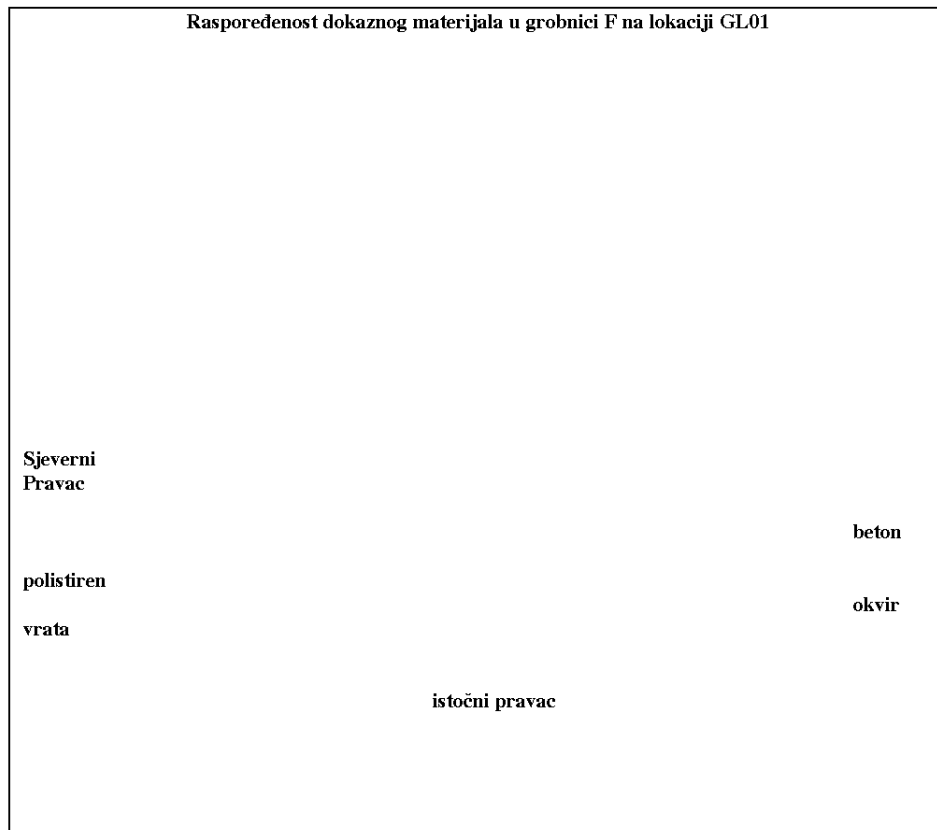 Raspoređenost dokaznog materijala u grobnici F na lokaciji GL01
Sjeverni
Pravac
beton
polistiren
okvir
vrata
istočni pravac